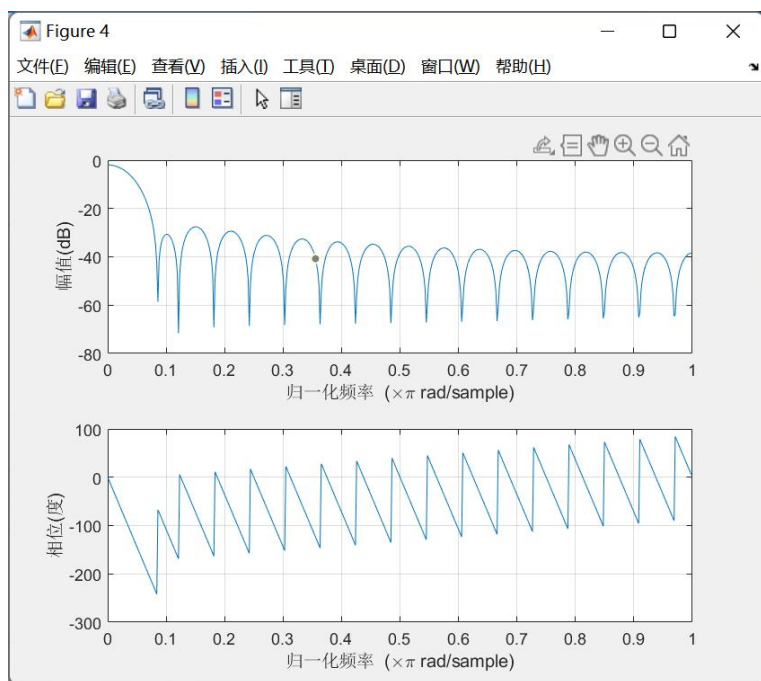 Figure 4
文件(F) 编辑(E) 查看(V) 插入(I) 工具(T) 桌面(D) 窗口(W) 帮助(H)
0
-20
-40
-60
-80
幅值(dB)
0 0.1 0.2 0.3 0.4 0.5 0.6 0.7 0.8 0.9 1
归一化频率 (×π rad/sample)
100
0
-100
-200
-300
相位(度)
0 0.1 0.2 0.3 0.4 0.5 0.6 0.7 0.8 0.9 1
归一化频率 (×π rad/sample)